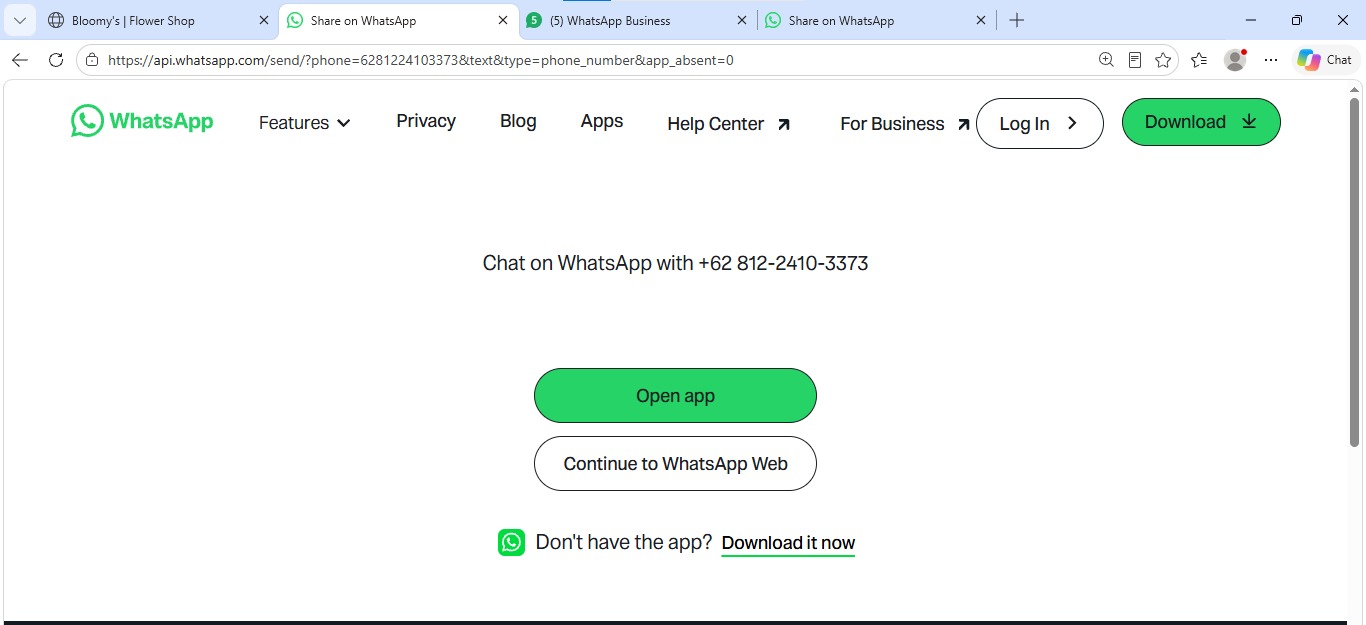 Bloomy's | Flower Shop
Share on WhatsApp
5 (5) WhatsApp Business
Share on WhatsApp
https://api.whatsapp.com/send/?phone=6281224103373&text&type=phone_number&app_absent=0
Chat
WhatsApp
Features
Privacy
Blog
Apps
Help Center
For Business
Log In
Download
Chat on WhatsApp with +62 812-2410-3373
Open app
Continue to WhatsApp Web
Don't have the app? Download it now